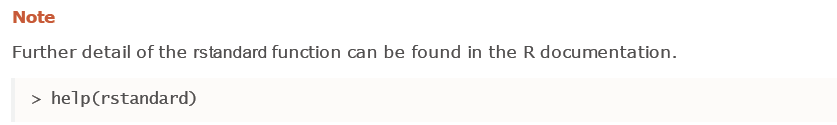 Note
Further detail of the rstandard function can be found in the R documentation.
> help(rstandard)